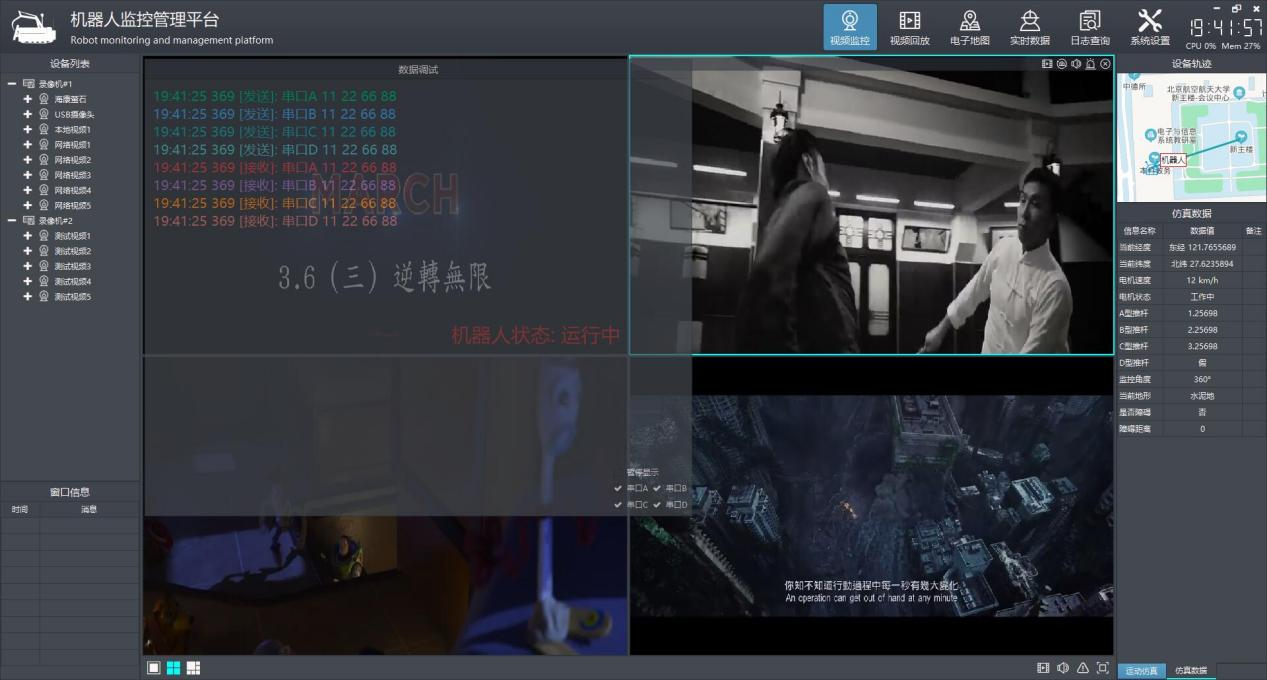 机器人监控管理平台
Robot monitoring and management platform
视频监控
视频回放
电子地图
实时数据
日志查询
系统设置
19:41:57
CPU 0% Mem 27%
设备列表
录像机#1
海康萤石
USB摄像头
本地视频1
网络视频1
网络视频2
网络视频3
网络视频4
网络视频5
录像机#2
测试视频1
测试视频2
测试视频3
测试视频4
测试视频5
窗口信息
时间 消息
数据调试
19:41:25 369 [发送]: 串口A 11 22 66 88
19:41:25 369 [发送]: 串口B 11 22 66 88
19:41:25 369 [发送]: 串口C 11 22 66 88
19:41:25 369 [发送]: 串口D 11 22 66 88
19:41:25 369 [接收]: 串口A 11 22 66 88
19:41:25 369 [接收]: 串口B 11 22 66 88
19:41:25 369 [接收]: 串口C 11 22 66 88
19:41:25 369 [接收]: 串口D 11 22 66 88
MARCH
3.6 (三) 逆轉無限
机器人状态: 运行中
暂停显示
串口A 串口B
串口C 串口D
你知不知道行動過程中每一秒有幾大變化
An operation can get out of hand at any minute
设备轨迹
中德所
北京航空航天大学
新主楼-会议中心
电子与信息
系统教研室
新主楼
机器人
仿真数据
信息名称 数据值 备注
当前经度 东经 121.7655689
当前纬度 北纬 27.6235894
电机速度 12 km/h
电机状态 工作中
A型推杆 1.25698
B型推杆 2.25698
C型推杆 3.25698
D型推杆 假
监控角度 360°
当前地形 水泥地
是否障碍 否
障碍距离 0
运动仿真 仿真数据